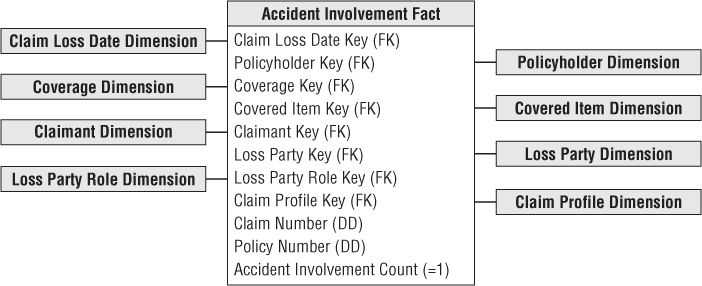 Accident Involvement Fact
Claim Loss Date Key (FK)
Policyholder Key (FK)
Coverage Key (FK)
Covered Item Key (FK)
Claimant Key (FK)
Loss Party Key (FK)
Loss Party Role Key (FK)
Claim Profile Key (FK)
Claim Number (DD)
Policy Number (DD)
Accident Involvement Count (=1)
Claim Loss Date Dimension
Coverage Dimension
Claimant Dimension
Loss Party Role Dimension
Policyholder Dimension
Covered Item Dimension
Loss Party Dimension
Claim Profile Dimension